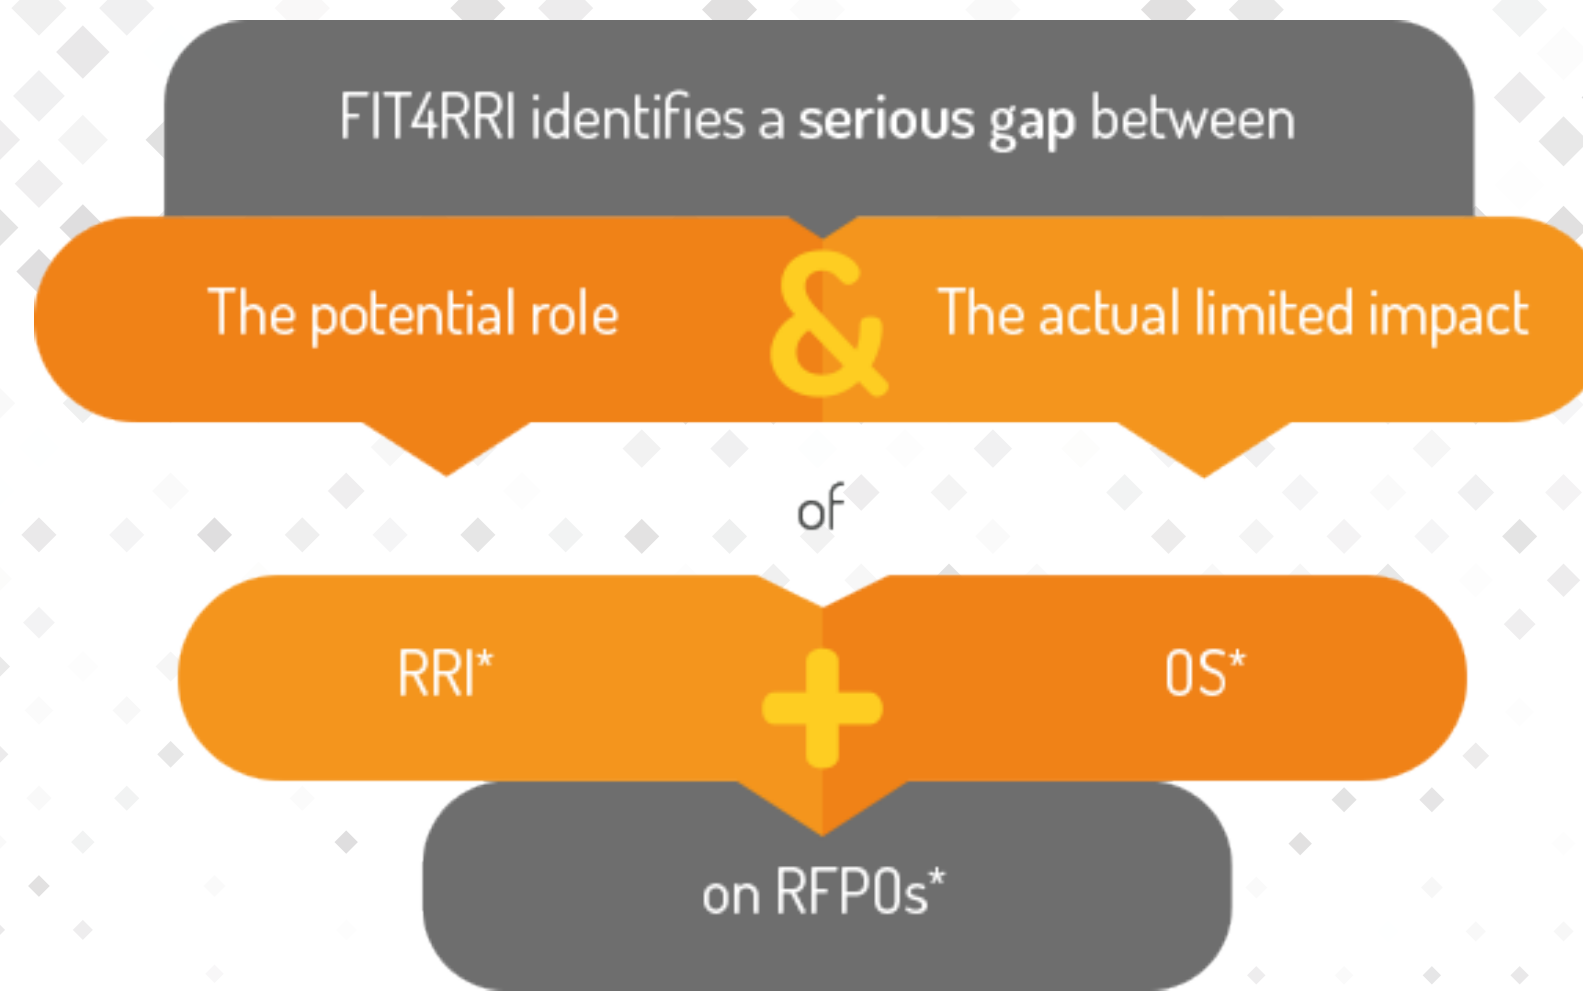 FIT4RRI identifies a serious gap between
The potential role
&
The actual limited impact
of
RRI*
+
OS*
on RFPOs*